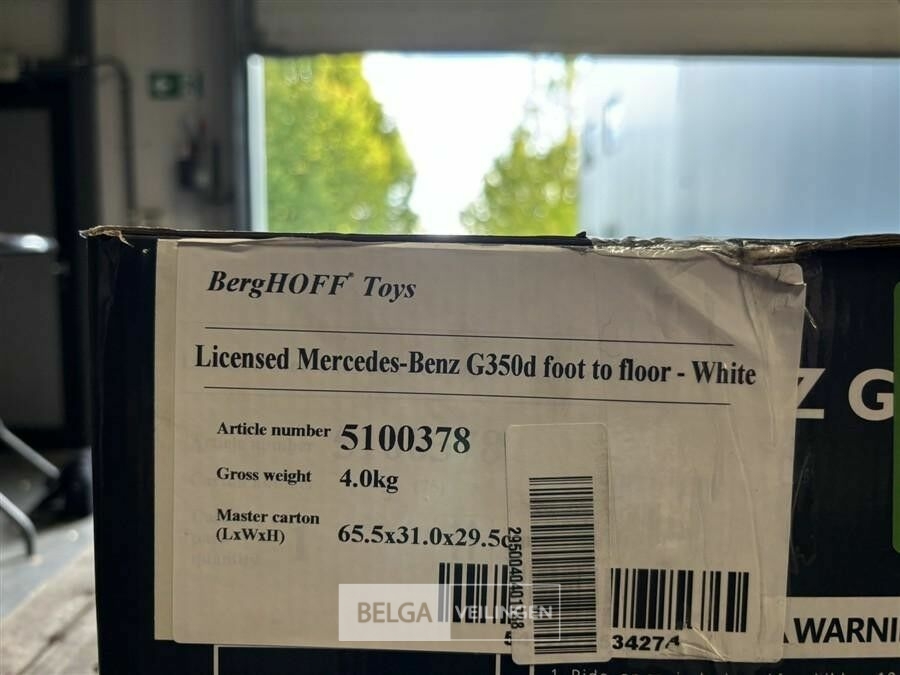 BergHOFF® Toys
Licensed Mercedes-Benz G350d foot to floor - White
Article number 5100378
Gross weight 4.0kg
Master carton
(LxWxH) 65.5x31.0x29.5c
34274
BELGA VEILINGEN
Z G
WARNI